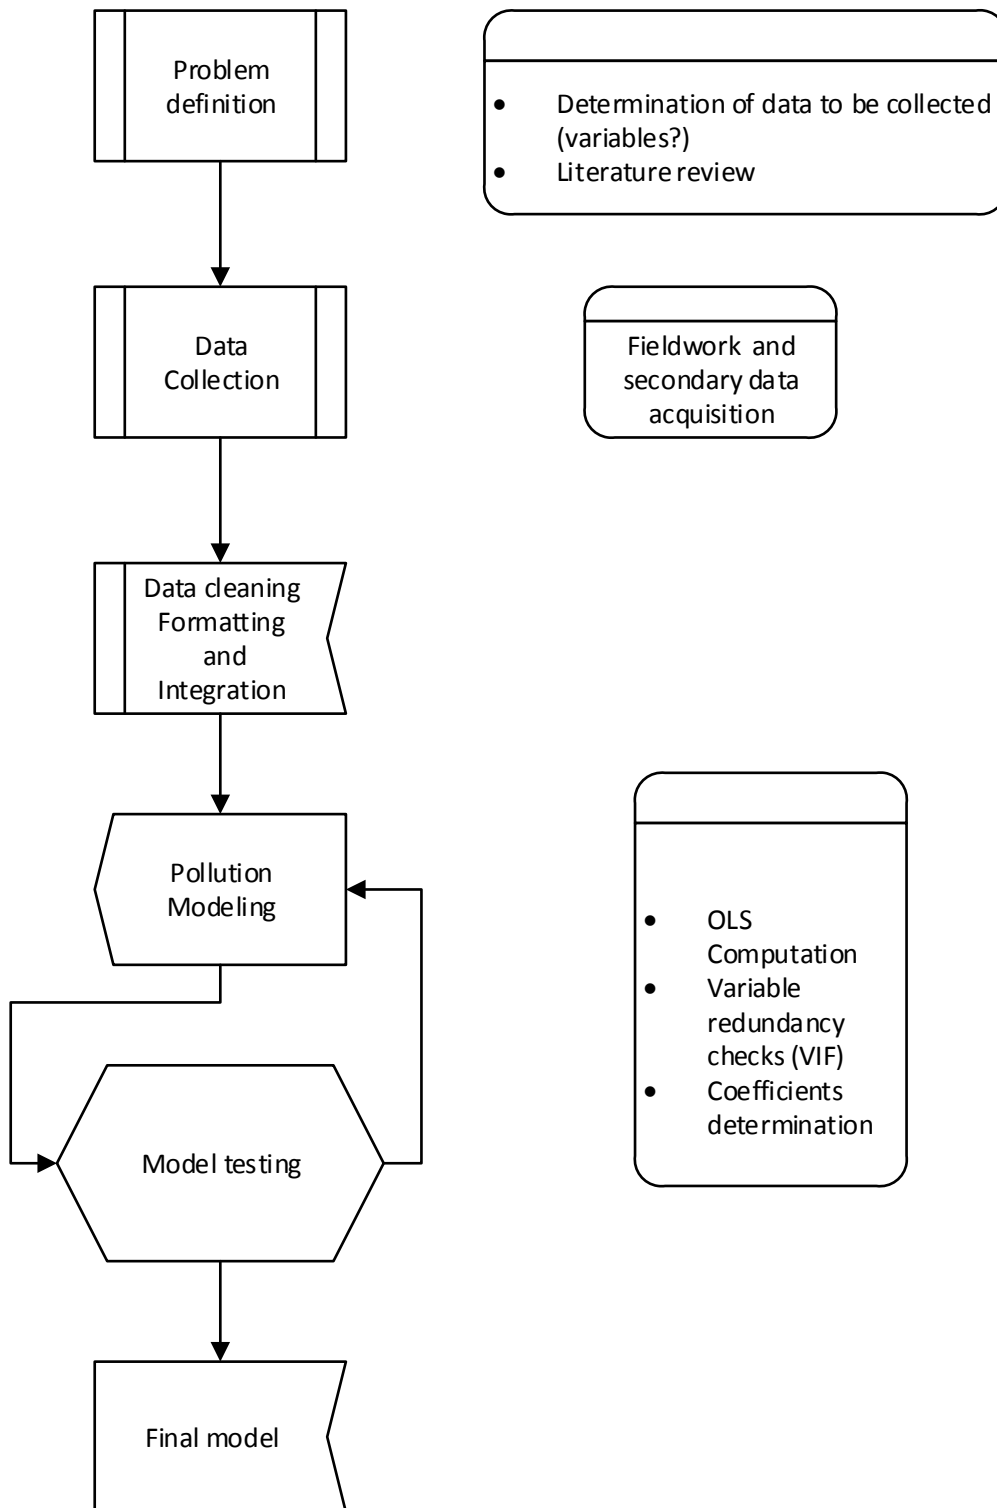 Problem
definition
• Determination of data to be collected
(variables?)
• Literature review
Data
Collection
Fieldwork and
secondary data
acquisition
Data cleaning
Formatting
and
Integration
Pollution
Modeling
• OLS
Computation
• Variable
redundancy
checks (VIF)
• Coefficients
determination
Model testing
Final model